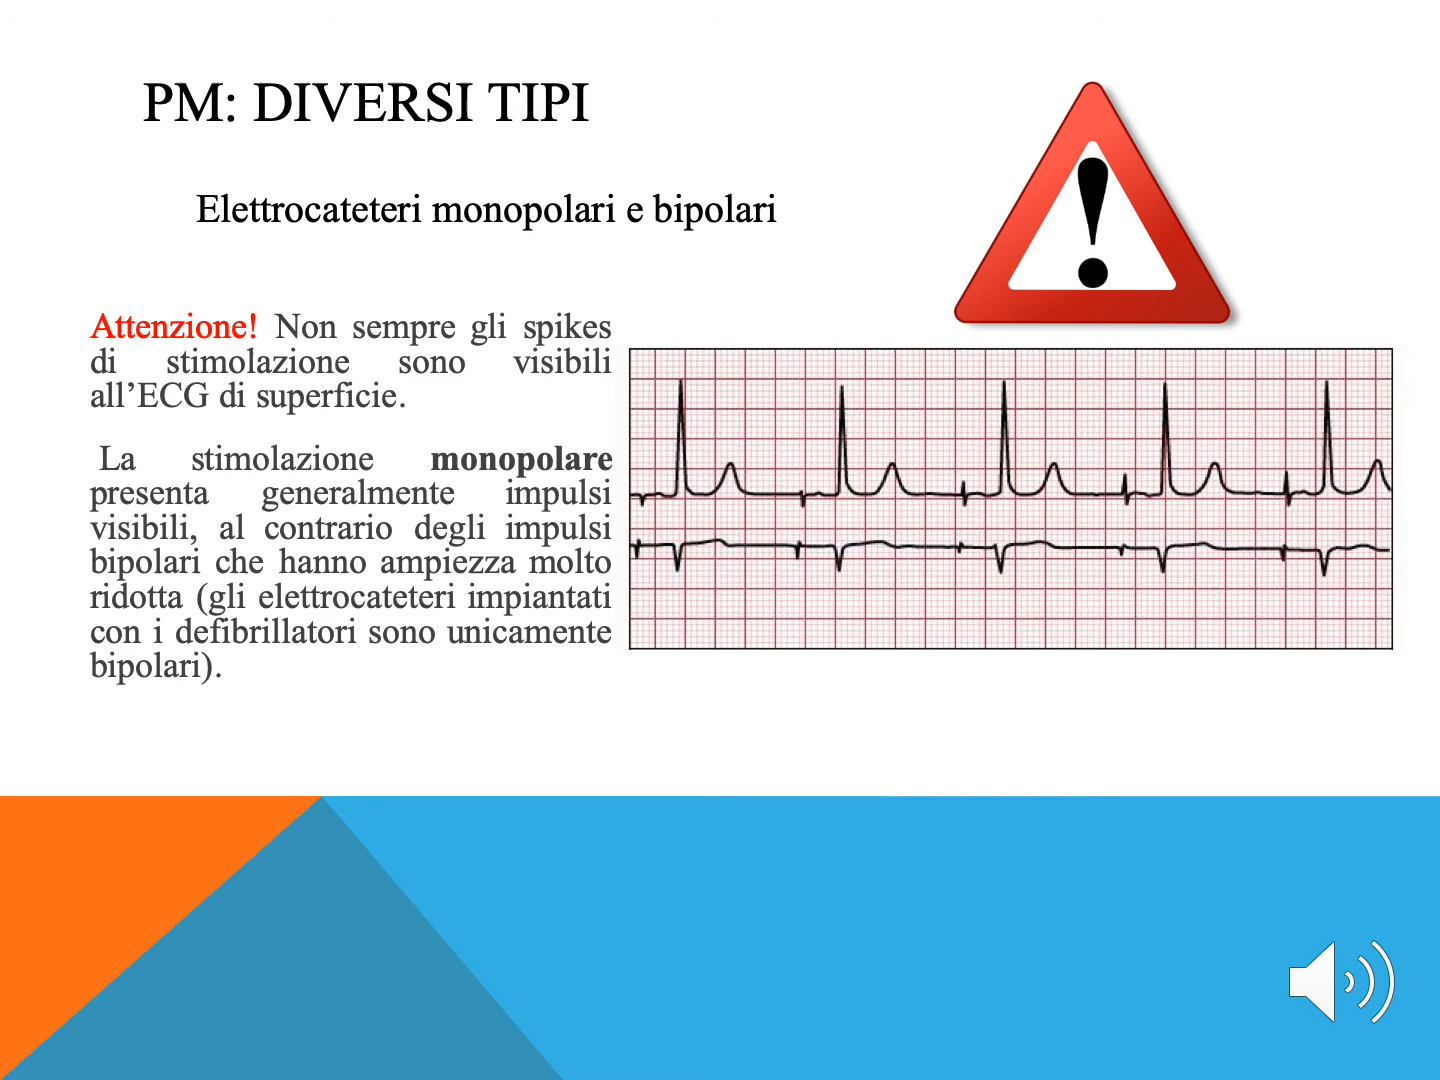 PM: DIVERSI TIPI
Elettrocateteri monopolari e bipolari
Attenzione! Non sempre gli spikes
di stimolazione sono visibili
all’ECG di superficie.
La stimolazione monopolare
presenta generalmente impulsi
visibili, al contrario degli impulsi
bipolari che hanno ampiezza molto
ridotta (gli elettrocateteri impiantati
con i defibrillatori sono unicamente
bipolari).